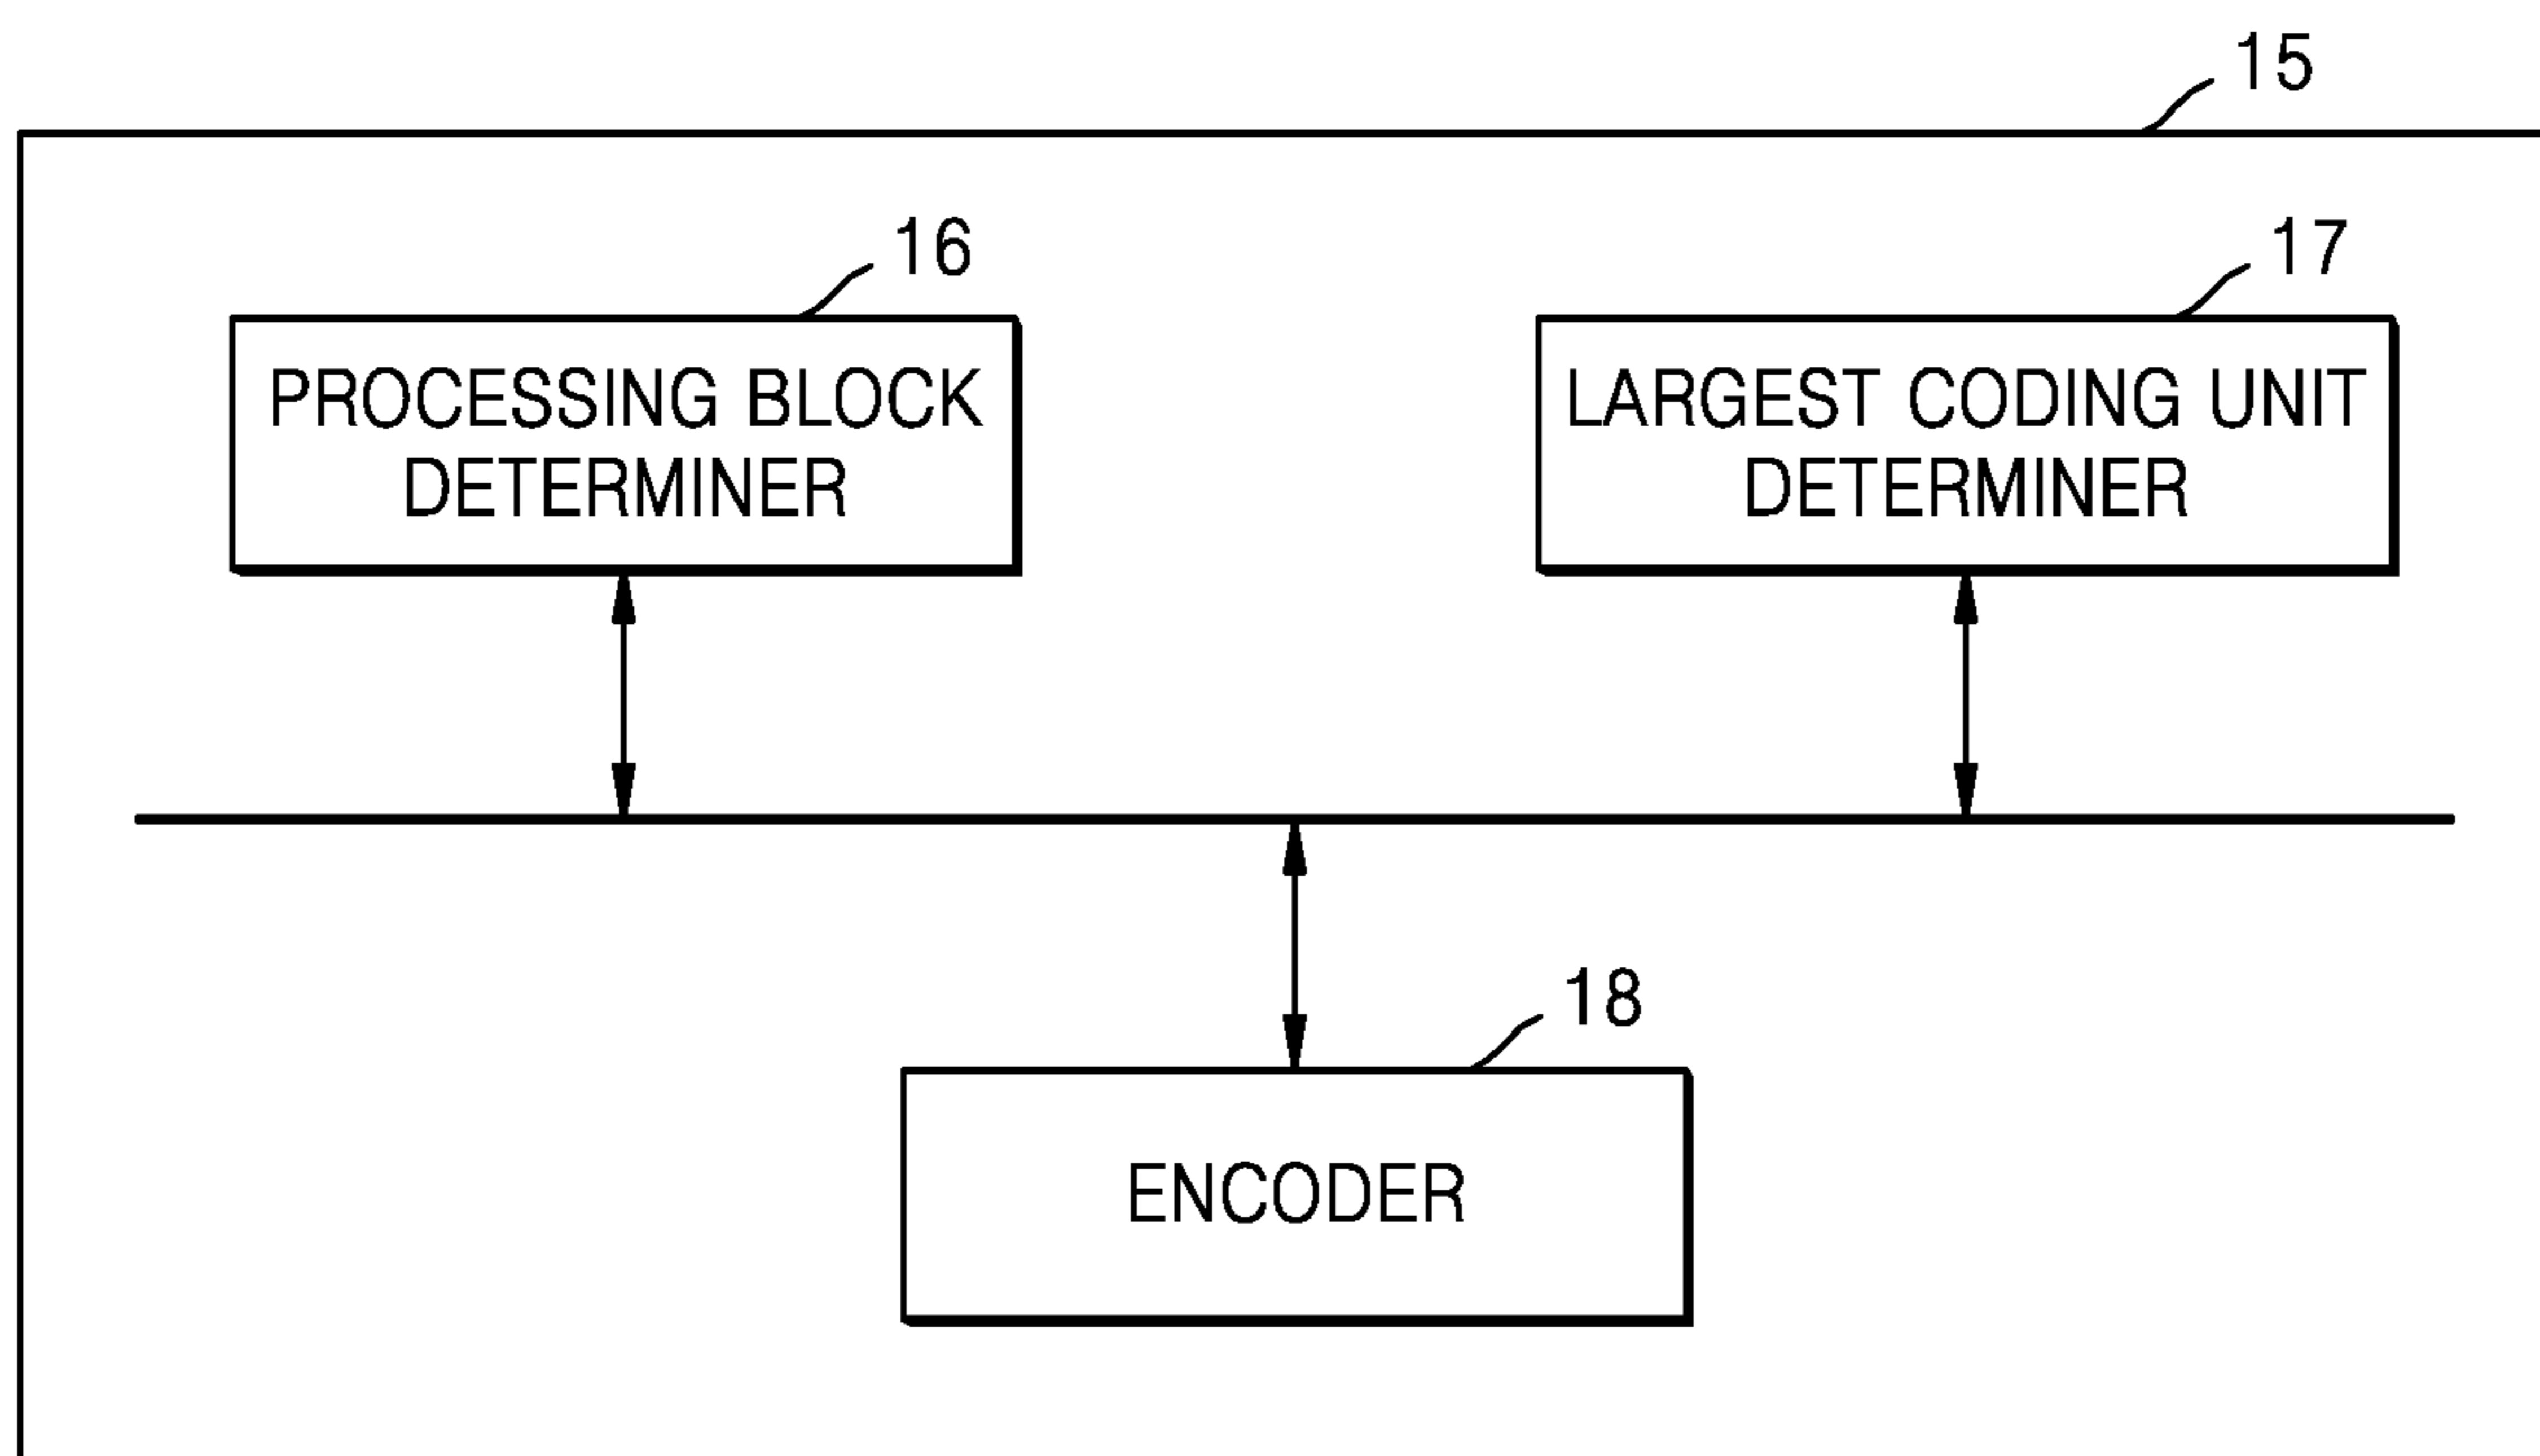 15
16
17
PROCESSING BLOCK
DETERMINER
LARGEST CODING UNIT
DETERMINER
18
ENCODER